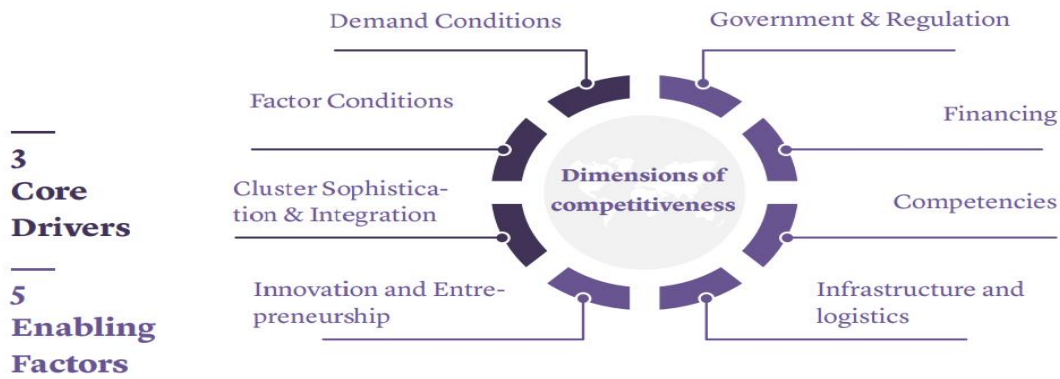 Demand Conditions
Government & Regulation
Factor Conditions
Financing
3
Core
Drivers
Cluster Sophistica-
tion & Integration
Dimensions of
competitiveness
Competencies
5
Enabling
Factors
Innovation and Entre-
preneurship
Infrastructure and
logistics